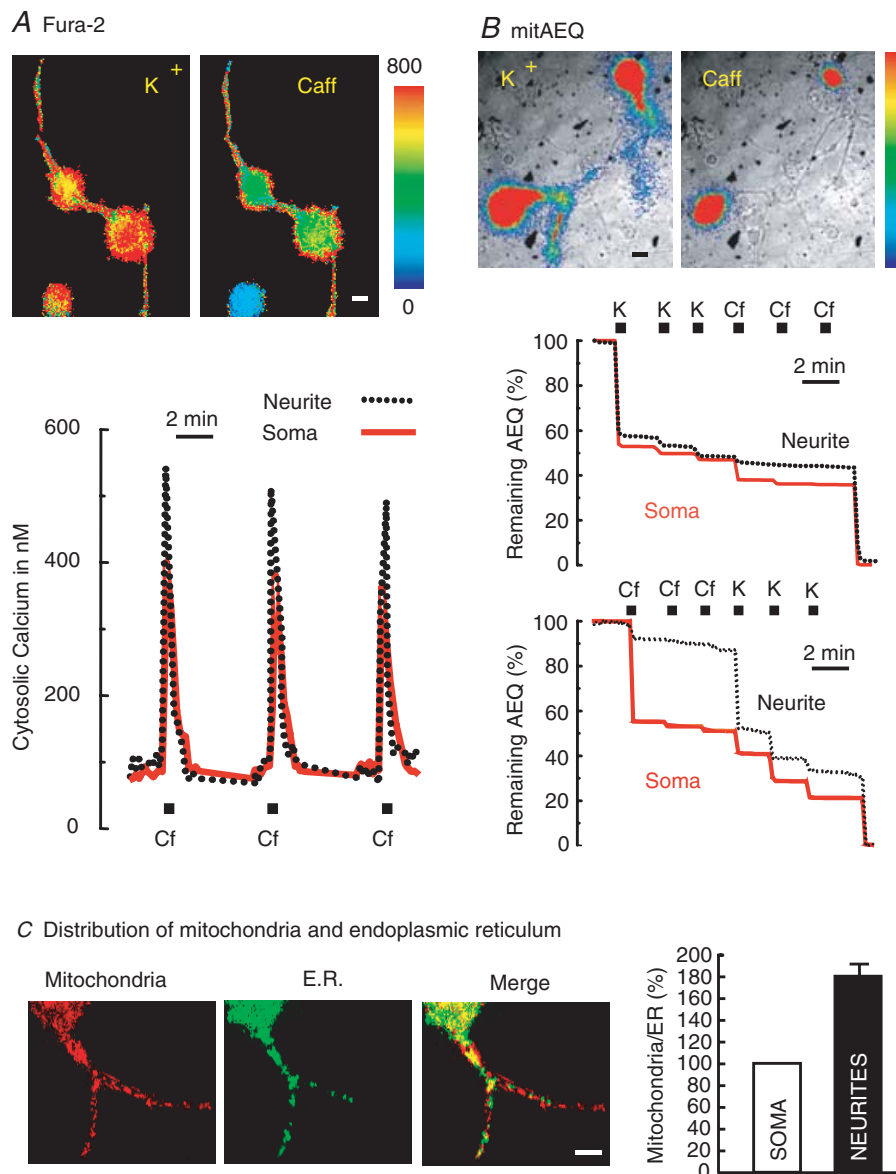 A Fura-2
K +
Caff
800
0
2 min
Neurite
Soma
600
400
200
0
Cytosolic Calcium in nM
Cf Cf Cf
B mitAEQ
K +
Caff
K K K Cf Cf Cf
2 min
100
80
60
40
20
0
Remaining AEQ (%)
Neurite
Soma
Cf Cf Cf K K K
2 min
100
80
60
40
20
0
Remaining AEQ (%)
Neurite
Soma
C Distribution of mitochondria and endoplasmic reticulum
Mitochondria
E.R.
Merge
Mitochondria/ER (%)
200
180
160
140
120
100
80
60
40
20
0
SOMA
NEURITES